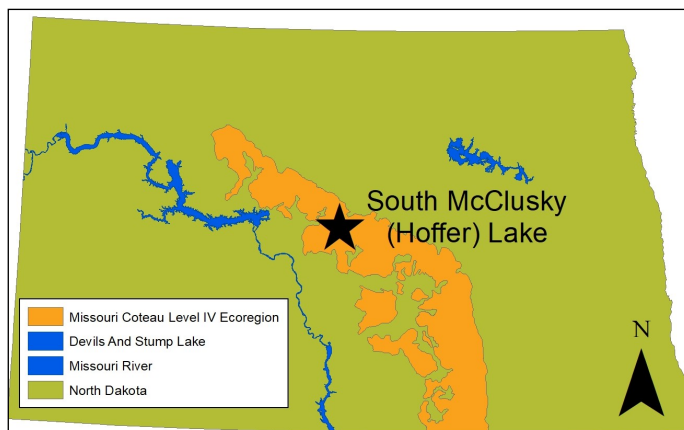 South McClusky
(Hoffer) Lake
Missouri Coteau Level IV Ecoregion
Devils And Stump Lake
Missouri River
North Dakota
N